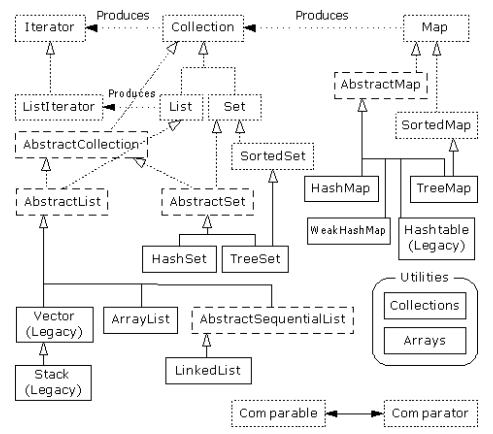 Produces
Produces
Iterator
Collection
Map
Produces
AbstractMap
ListIterator
List
Set
AbstractCollection
SortedMap
SortedSet
AbstractList
AbstractSet
HashMap
TreeMap
WeakHashMap
Hashtable
(Legacy)
HashSet
TreeSet
Utilities
Collections
Vector
(Legacy)
ArrayList
AbstractSequentialList
Arrays
Stack
(Legacy)
LinkedList
Comparable
Comparator